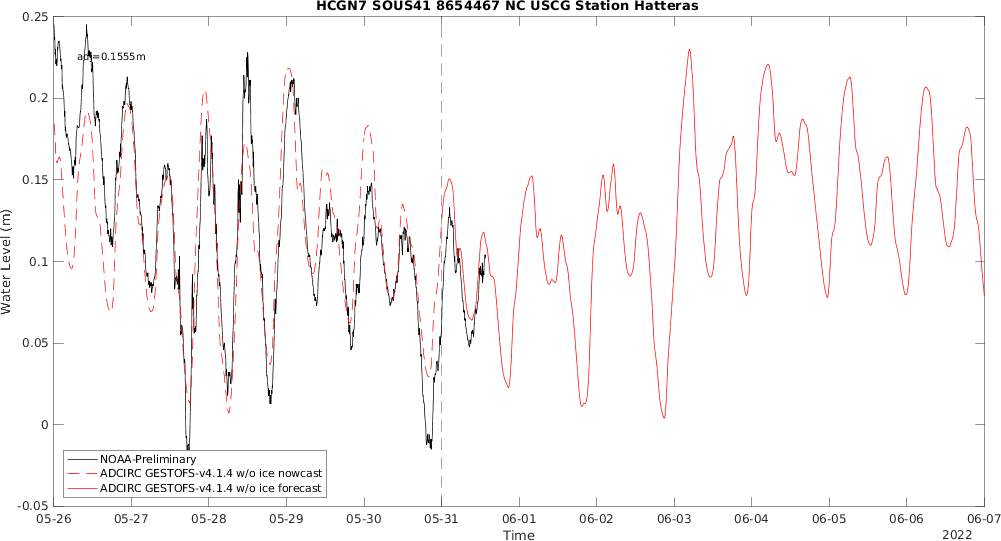 HCGN7 SOUS41 8654467 NC USCG Station Hatteras
0.25
0.2
0.15
0.1
0.05
0
-0.05
Water Level (m)
=0.1555m
NOAA-Preliminary
ADCIRC GESTOFS-v4.1.4 w/o ice nowcast
ADCIRC GESTOFS-v4.1.4 w/o ice forecast
05-26 05-27 05-28 05-29 05-30 05-31 06-01 06-02 06-03 06-04 06-05 06-06 06-07
Time
2022